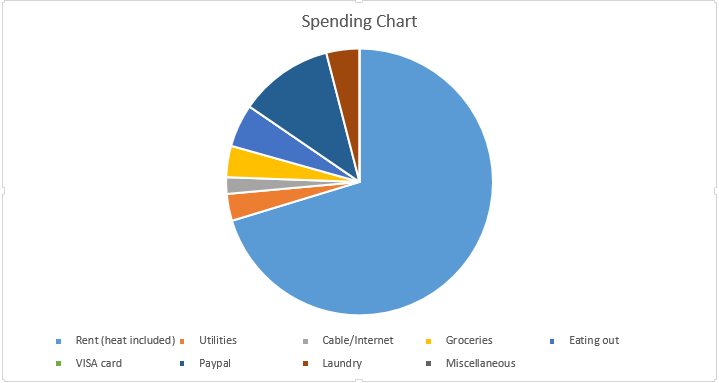 Spending Chart
Rent (heat included) Utilities Cable/Internet Groceries Eating out
VISA card Paypal Laundry Miscellaneous